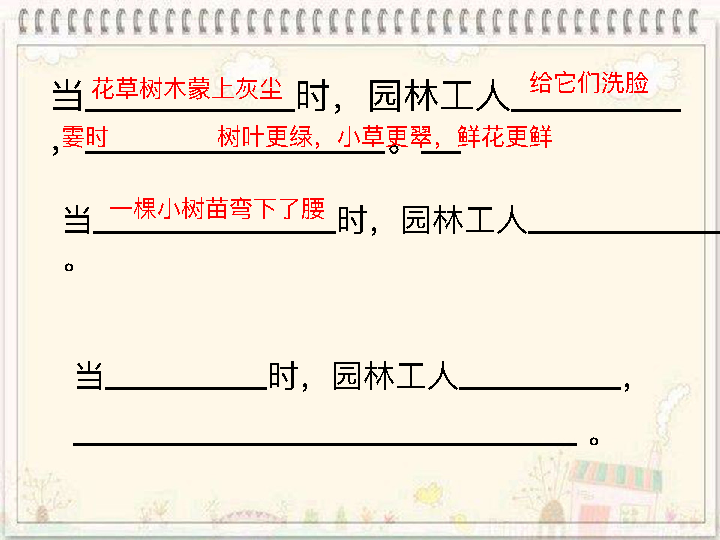 当花草树木蒙上灰尘时，园林工人给它们洗脸
，霎时 树叶更绿，小草更翠，鲜花更鲜。
当一棵小树苗弯下了腰时，园林工人
。
当 时，园林工人 ，
。